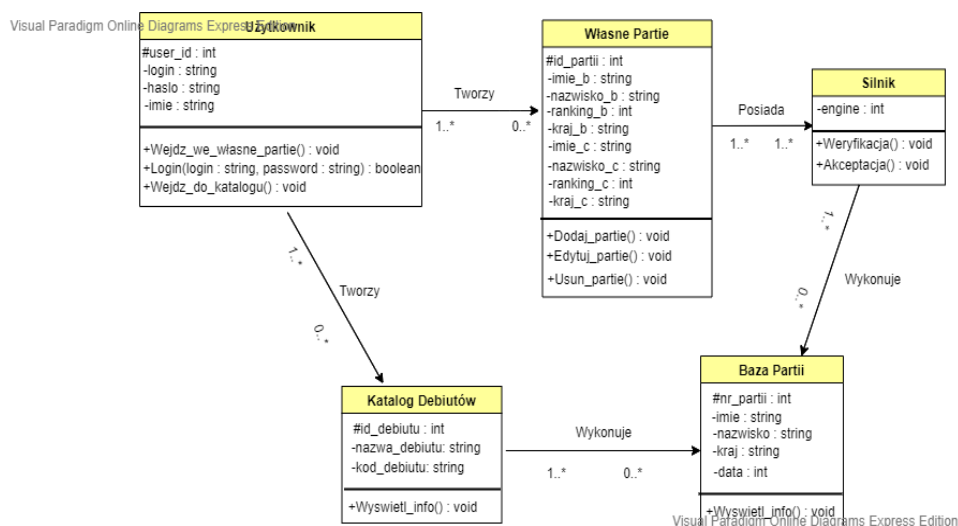 Visual Paradigm Online Diagrams Express Edition
Użytkownik
#user_id : int
-login : string
-haslo : string
-imie : string
+Wejdz_we_własne_partie() : void
+Login(login : string, password : string) : boolean
+Wejdz_do_katalogu() : void
Tworzy
1..*
0..*
Własne Partie
#id_partii : int
-imie_b : string
-nazwisko_b : string
-ranking_b : int
-kraj_b : string
-imie_c : string
-nazwisko_c : string
-ranking_c : int
-kraj_c : string
+Dodaj_partie() : void
+Edytuj_partie() : void
+Usun_partie() : void
Posiada
1..*
1..*
Silnik
-engine : int
+Weryfikacja() : void
+Akceptacja() : void
1..*
Tworzy
0..*
1..*
Wykonuje
0..*
Katalog Debiutów
#id_debiutu : int
-nazwa_debiutu: string
-kod_debiutu: string
+Wyswietl_info() : void
Wykonuje
1..*
0..*
Baza Partii
#nr_partii : int
-imie : string
-nazwisko : string
-kraj : string
-data : int
+Wyswietl_info() : void
Visual Paradigm Online Diagrams Express Edition